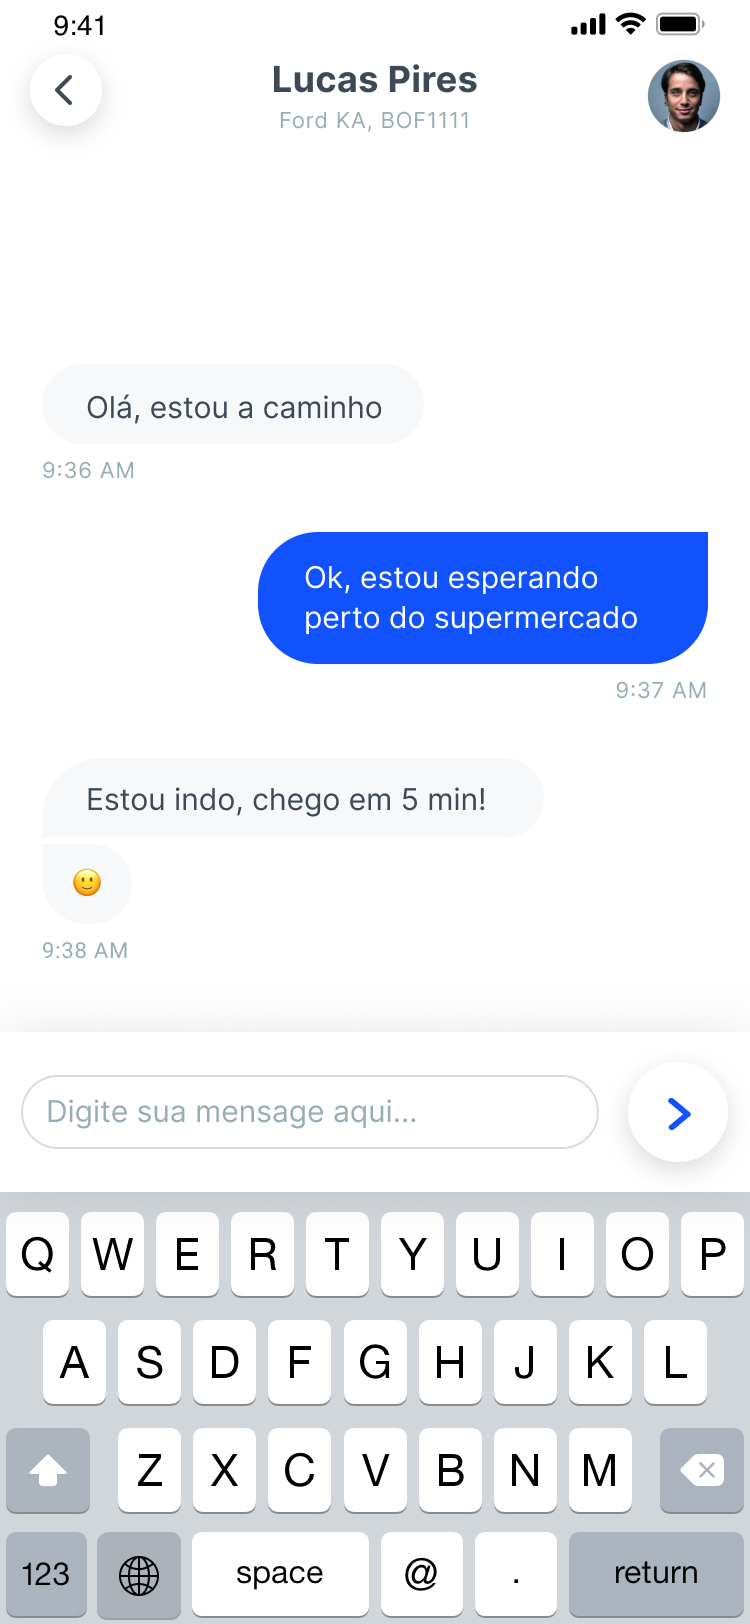 9:41
Lucas Pires
Ford KA, BOF1111
Olá, estou a caminho
9:36 AM
Ok, estou esperando
perto do supermercado
9:37 AM
Estou indo, chego em 5 min!
🙂
9:38 AM
Digite sua mensage aqui...
Q W E R T Y U I O P
A S D F G H J K L
Z X C V B N M
123 space @ . return